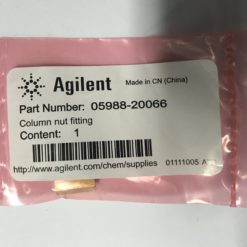 Agilent
Made in CN (China)
Part Number: 05988-20066
Column nut fitting
Content: 1
http://www.agilent.com/chem/supplies
01111005